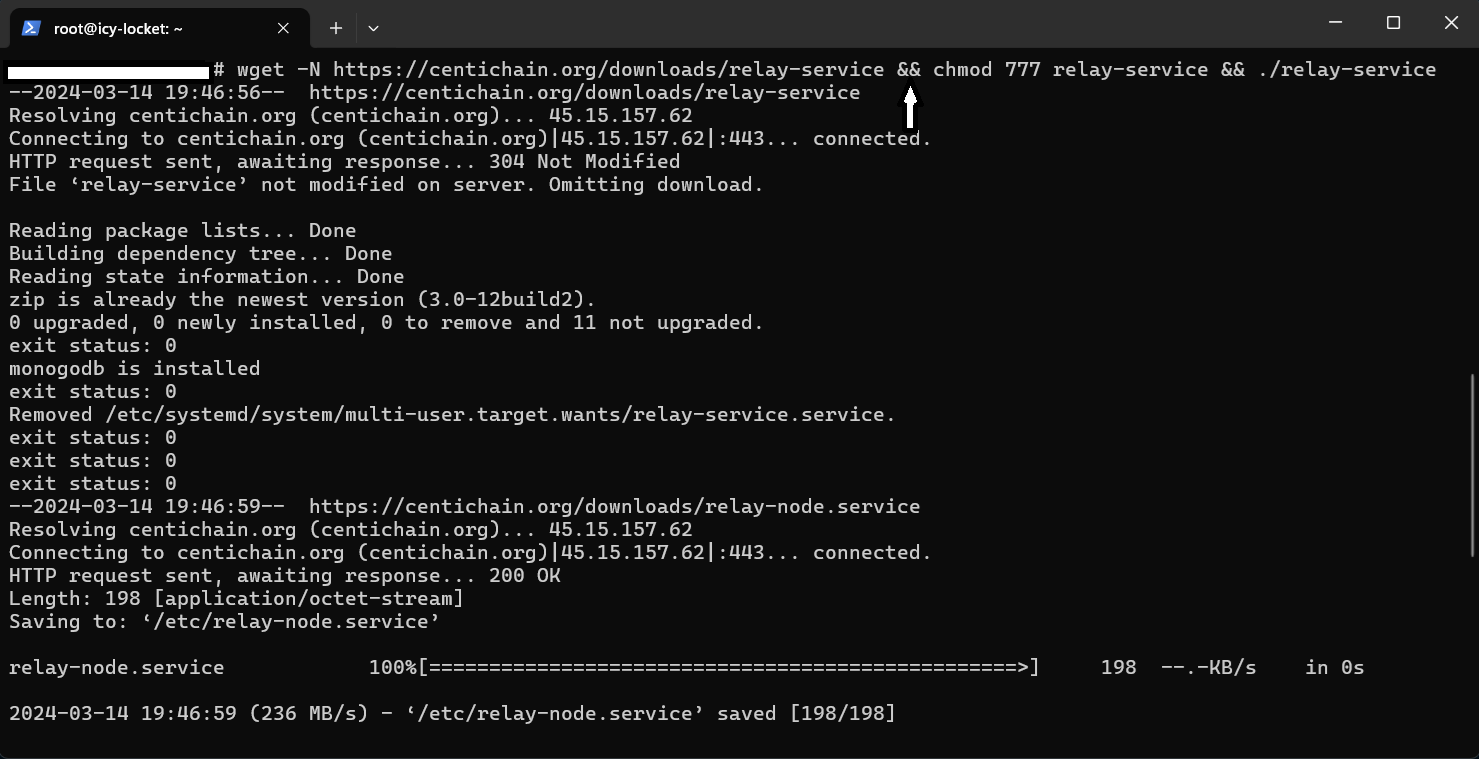 root@icy-locket: ~
# wget -N https://centichain.org/downloads/relay-service && chmod 777 relay-service && ./relay-service
--2024-03-14 19:46:56--  https://centichain.org/downloads/relay-service
Resolving centichain.org (centichain.org)... 45.15.157.62
Connecting to centichain.org (centichain.org)|45.15.157.62|:443... connected.
HTTP request sent, awaiting response... 304 Not Modified
File ‘relay-service’ not modified on server. Omitting download.
Reading package lists... Done
Building dependency tree... Done
Reading state information... Done
zip is already the newest version (3.0-12build2).
0 upgraded, 0 newly installed, 0 to remove and 11 not upgraded.
exit status: 0
monogodb is installed
exit status: 0
Removed /etc/systemd/system/multi-user.target.wants/relay-service.service.
exit status: 0
exit status: 0
exit status: 0
--2024-03-14 19:46:59--  https://centichain.org/downloads/relay-node.service
Resolving centichain.org (centichain.org)... 45.15.157.62
Connecting to centichain.org (centichain.org)|45.15.157.62|:443... connected.
HTTP request sent, awaiting response... 200 OK
Length: 198 [application/octet-stream]
Saving to: ‘/etc/relay-node.service’
relay-node.service            100%[=================================================>]     198  --.-KB/s    in 0s
2024-03-14 19:46:59 (236 MB/s) - ‘/etc/relay-node.service’ saved [198/198]